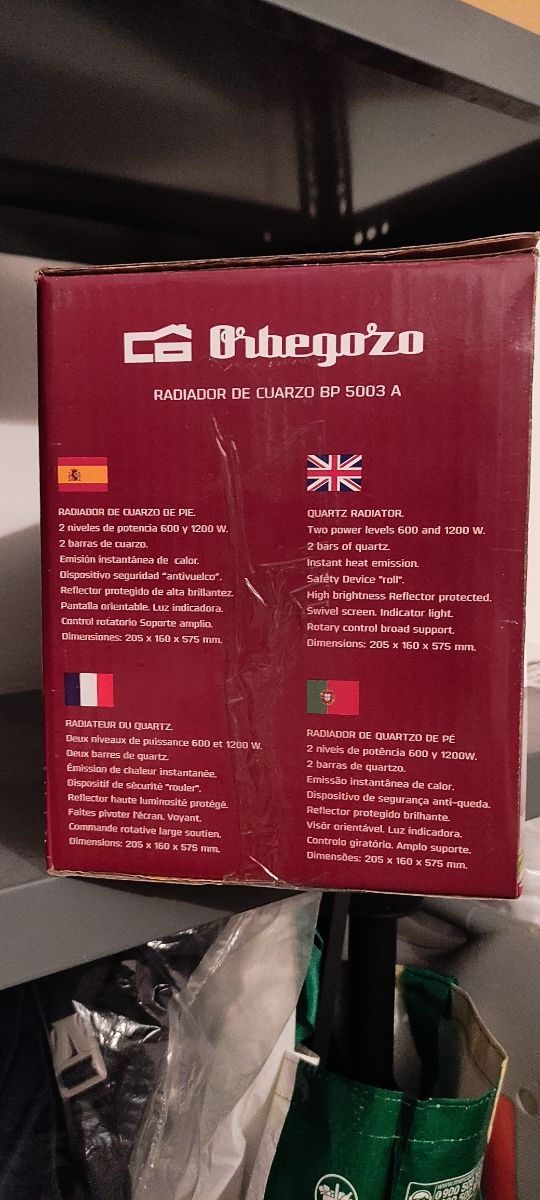 Orbegozo
RADIADOR DE CUARZO BP 5003 A
RADIADOR DE CUARZO DE PIE.
2 niveles de potencia 600 y 1200 W.
2 barras de cuarzo.
Emisión instantánea de calor.
Dispositivo seguridad "antivuelco".
Reflector protegido de alta brillantez.
Pantalla orientable. Luz indicadora.
Control rotatorio Soporte amplio.
Dimensiones: 205 x 160 x 575 mm.
QUARTZ RADIATOR.
Two power levels 600 and 1200 W.
2 bars of quartz.
Instant heat emission.
Safety Device "roll".
High brightness Reflector protected.
Swivel screen. Indicator light.
Rotary control broad support.
Dimensions: 205 x 160 x 575 mm.
RADIATEUR DU QUARTZ.
Deux niveaux de puissance 600 et 1200 W.
Deux barres de quartz.
Émission de chaleur instantanée.
Dispositif de sécurité "rouler".
Reflector haute luminosité protégé.
Faites pivoter l'écran. Voyant.
Commande rotative large soutien.
Dimensions: 205 x 160 x 575 mm.
RADIADOR DE QUARTZO DE PÉ
2 niveis de potência 600 y 1200W.
2 barras de quartzo.
Emissão instantânea de calor.
Dispositivo de segurança anti-queda.
Reflector protegido brilhante.
Visôr orientável. Luz indicadora.
Controlo giratório. Amplo suporte.
Dimensões: 205 x 160 x 575 mm.